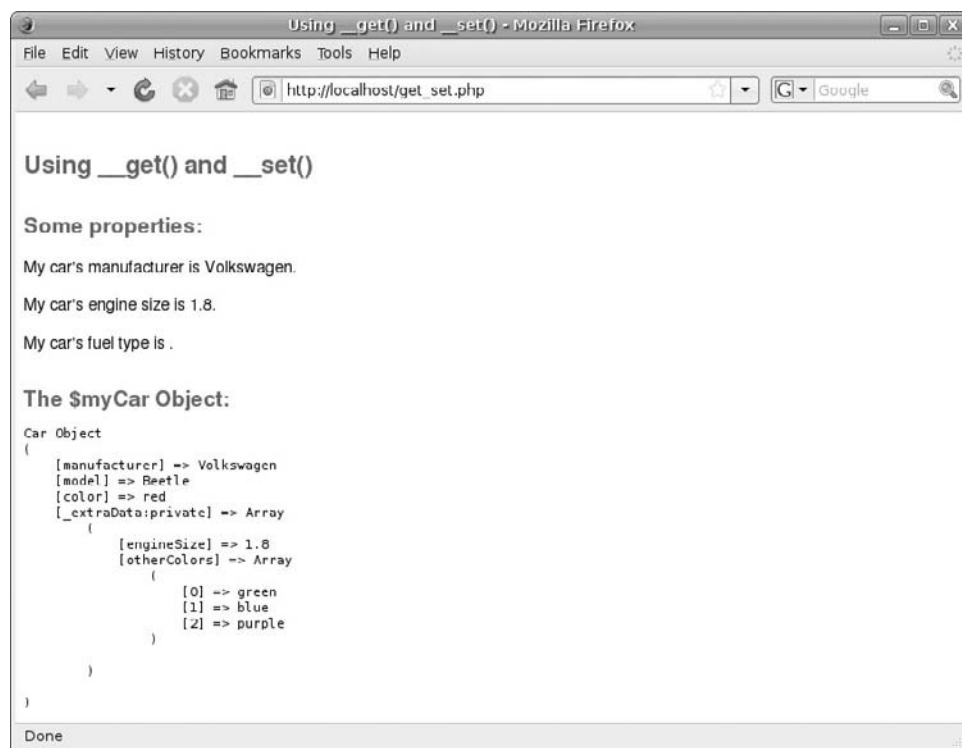 Using __get() and __set() - Mozilla Firefox
File Edit View History Bookmarks Tools Help
http://localhost/get_set.php
G Google
Using __get() and __set()
Some properties:
My car's manufacturer is Volkswagen.
My car's engine size is 1.8.
My car's fuel type is .
The $myCar Object:
Car Object
(
    [manufacturer] => Volkswagen
    [model] => Beetle
    [color] => red
    [_extraData:private] => Array
        (
            [engineSize] => 1.8
            [otherColors] => Array
                (
                    [0] => green
                    [1] => blue
                    [2] => purple
                )

        )

)
Done